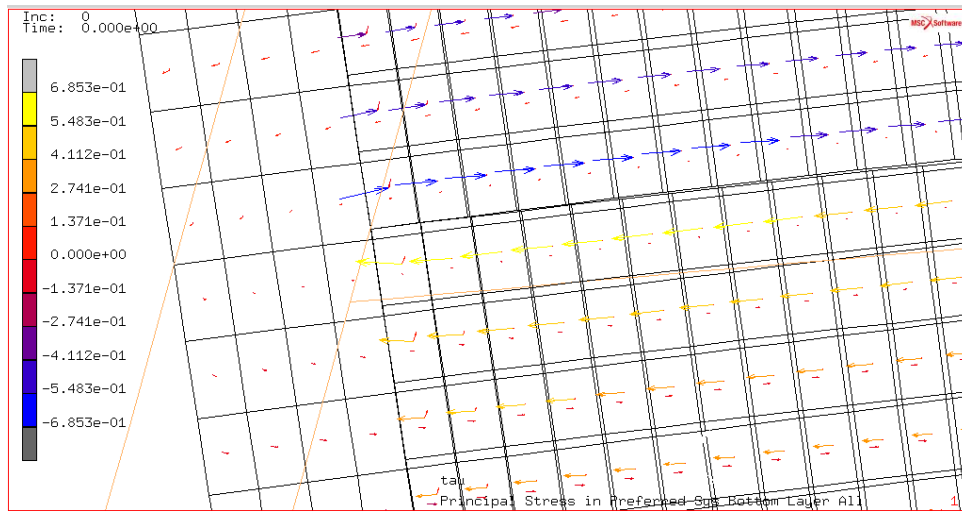 Inc: 0
Time: 0.000e+00
MSC Software
6.853e-01
5.483e-01
4.112e-01
2.741e-01
1.371e-01
0.000e+00
-1.371e-01
-2.741e-01
-4.112e-01
-5.483e-01
-6.853e-01
tau
Principal Stress in Preferred Sys Bottom Layer All
1